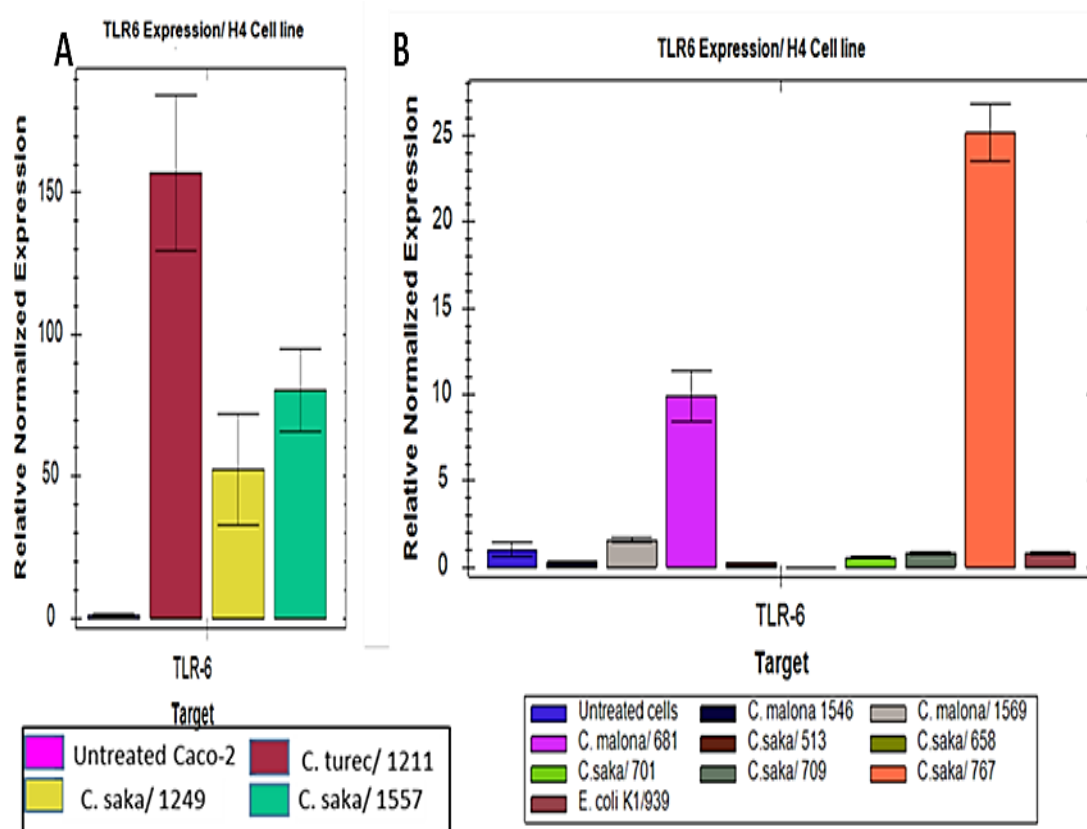 A
TLR6 Expression/ H4 Cell line
Relative Normalized Expression
150
100
50
0
TLR-6
Target
Untreated Caco-2
C. turec/ 1211
C. saka/ 1249
C. saka/ 1557
B
TLR6 Expression/ H4 Cell line
Relative Normalized Expression
25
20
15
10
5
0
TLR-6
Target
Untreated cells
C. malona 1546
C. malona/ 1569
C. malona/ 681
C.saka/ 513
C.saka/ 658
C.saka/ 701
C.saka/ 709
C.saka/ 767
E. coli K1/939